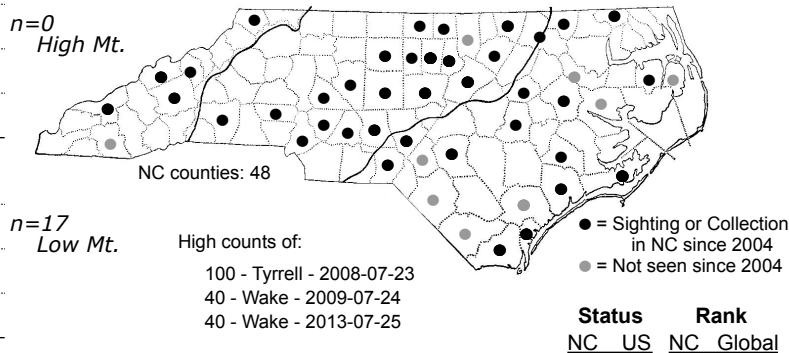 n=0
High Mt.
NC counties: 48
n=17
Low Mt.
High counts of:
100 - Tyrrell - 2008-07-23
40 - Wake - 2009-07-24
40 - Wake - 2013-07-25
= Sighting or Collection
in NC since 2004
= Not seen since 2004
Status Rank
NC US NC Global